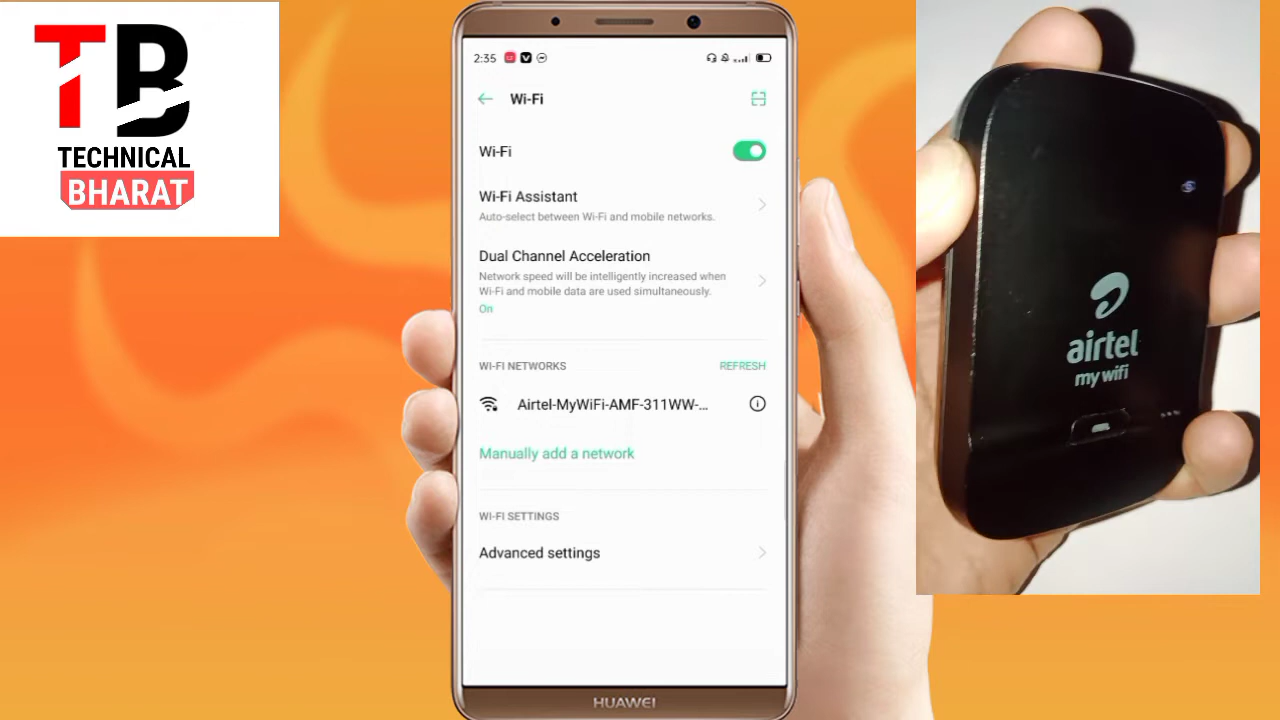 TB
TECHNICAL
BHARAT
2:35
Wi-Fi
Wi-Fi
Wi-Fi Assistant
Auto-select between Wi-Fi and mobile networks.
Dual Channel Acceleration
Network speed will be intelligently increased when
Wi-Fi and mobile data are used simultaneously.
On
WI-FI NETWORKS REFRESH
Airtel-MyWiFi-AMF-311WW-...
Manually add a network
WI-FI SETTINGS
Advanced settings
HUAWEI
airtel
my wifi